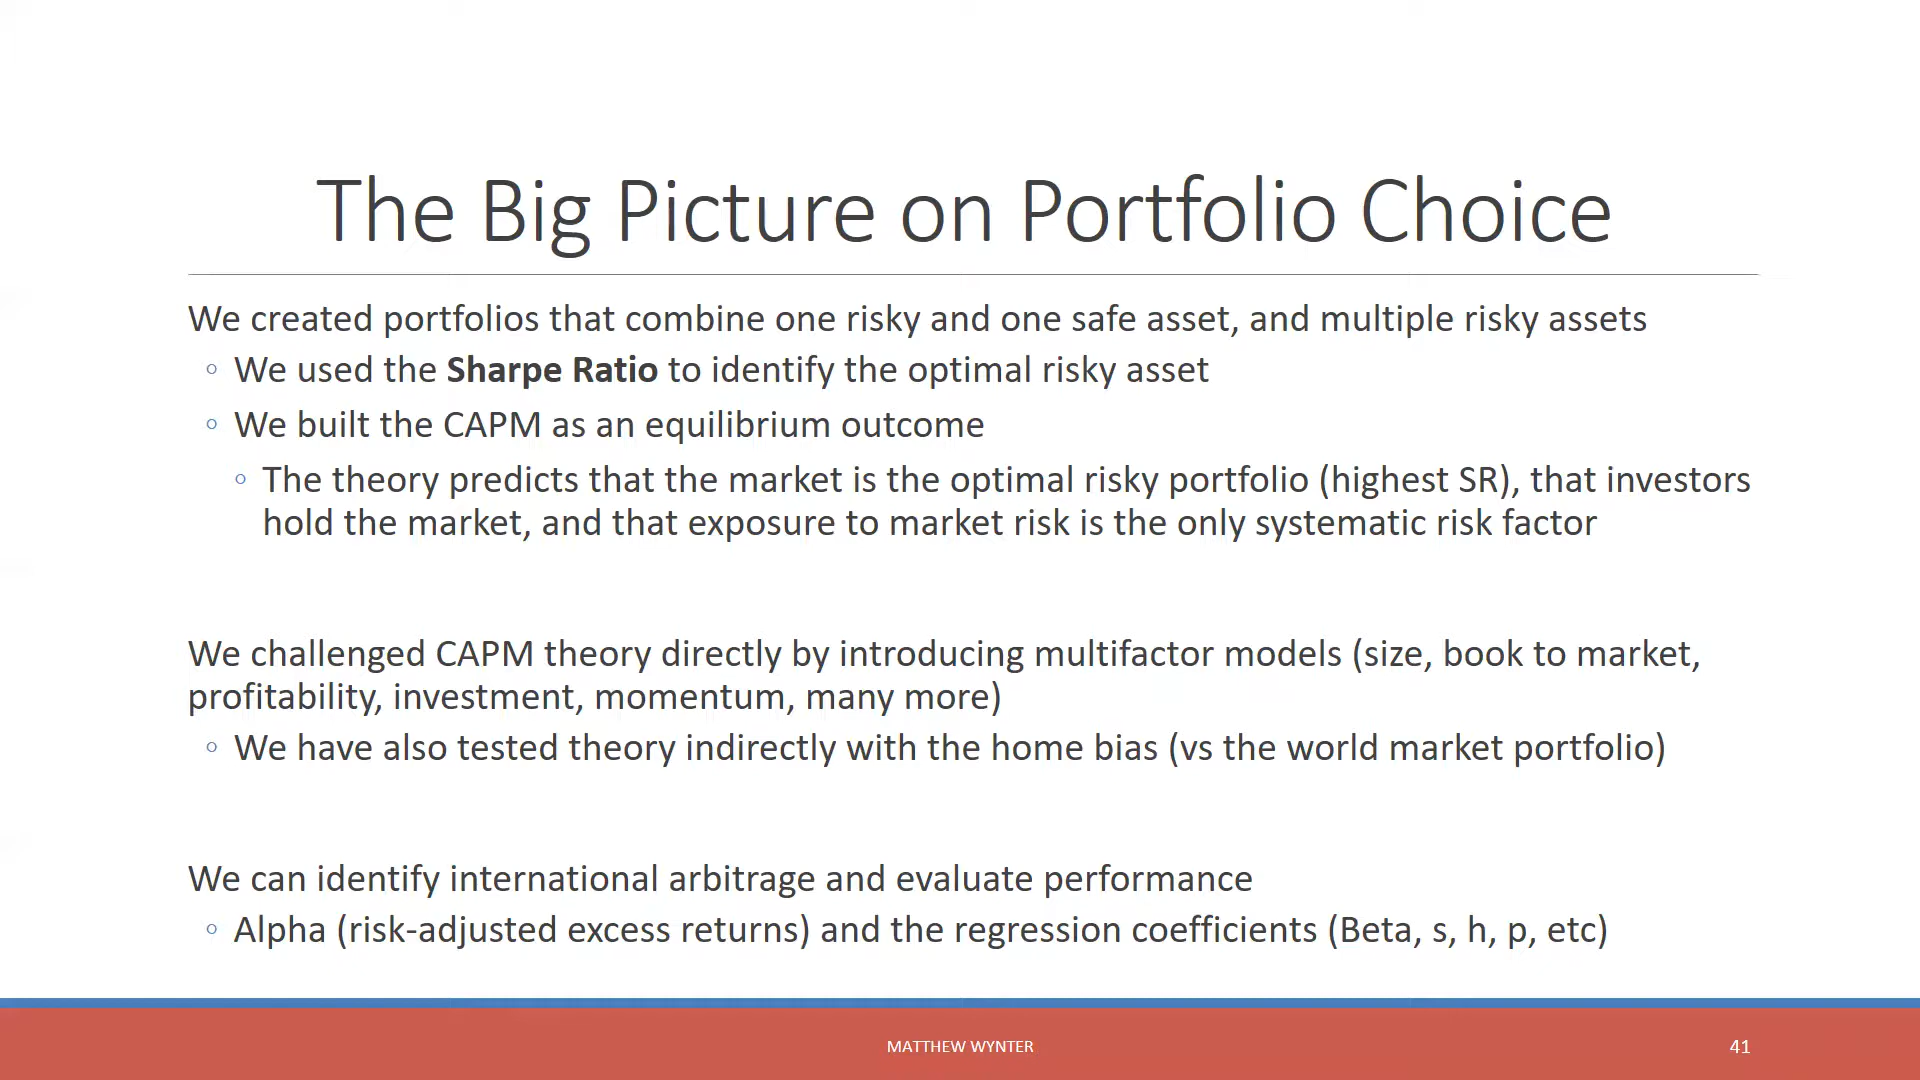 The Big Picture on Portfolio Choice
We created portfolios that combine one risky and one safe asset, and multiple risky assets
◦ We used the Sharpe Ratio to identify the optimal risky asset
◦ We built the CAPM as an equilibrium outcome
◦ The theory predicts that the market is the optimal risky portfolio (highest SR), that investors
hold the market, and that exposure to market risk is the only systematic risk factor
We challenged CAPM theory directly by introducing multifactor models (size, book to market,
profitability, investment, momentum, many more)
◦ We have also tested theory indirectly with the home bias (vs the world market portfolio)
We can identify international arbitrage and evaluate performance
◦ Alpha (risk-adjusted excess returns) and the regression coefficients (Beta, s, h, p, etc)
MATTHEW WYNTER
41